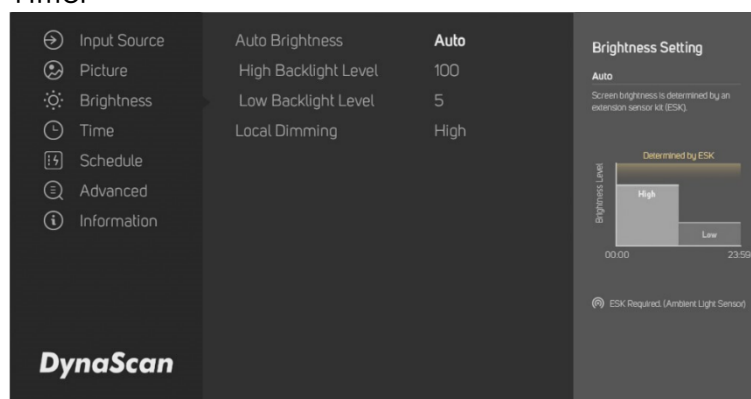 Input Source
Picture
Brightness
Time
Schedule
Advanced
Information
DynaScan
Auto Brightness Auto
High Backlight Level 100
Low Backlight Level 5
Local Dimming High
Brightness Setting
Auto
Screen brightness is determined by an
extension sensor kit (ESK).
Determined by ESK
Brightness Level
High
Low
00:00 23:59
ESK Required. (Ambient Light Sensor)